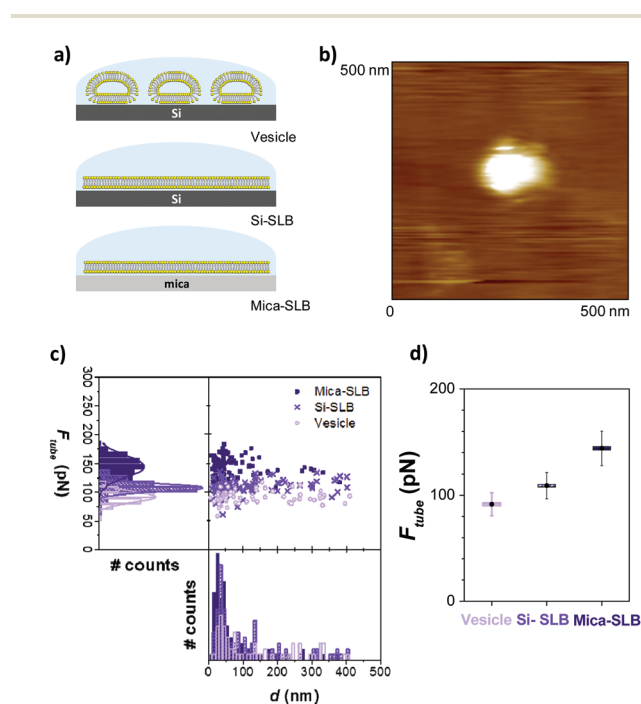 a)
Si
Vesicle
Si
Si-SLB
mica
Mica-SLB
b)
500 nm
0
500 nm
c)
300
250
200
150
100
50
0
F tube (pN)
Mica-SLB
Si-SLB
Vesicle
# counts
# counts
0 100 200 300 400 500
d (nm)
d)
200
100
0
F tube (pN)
Vesicle Si- SLB Mica-SLB